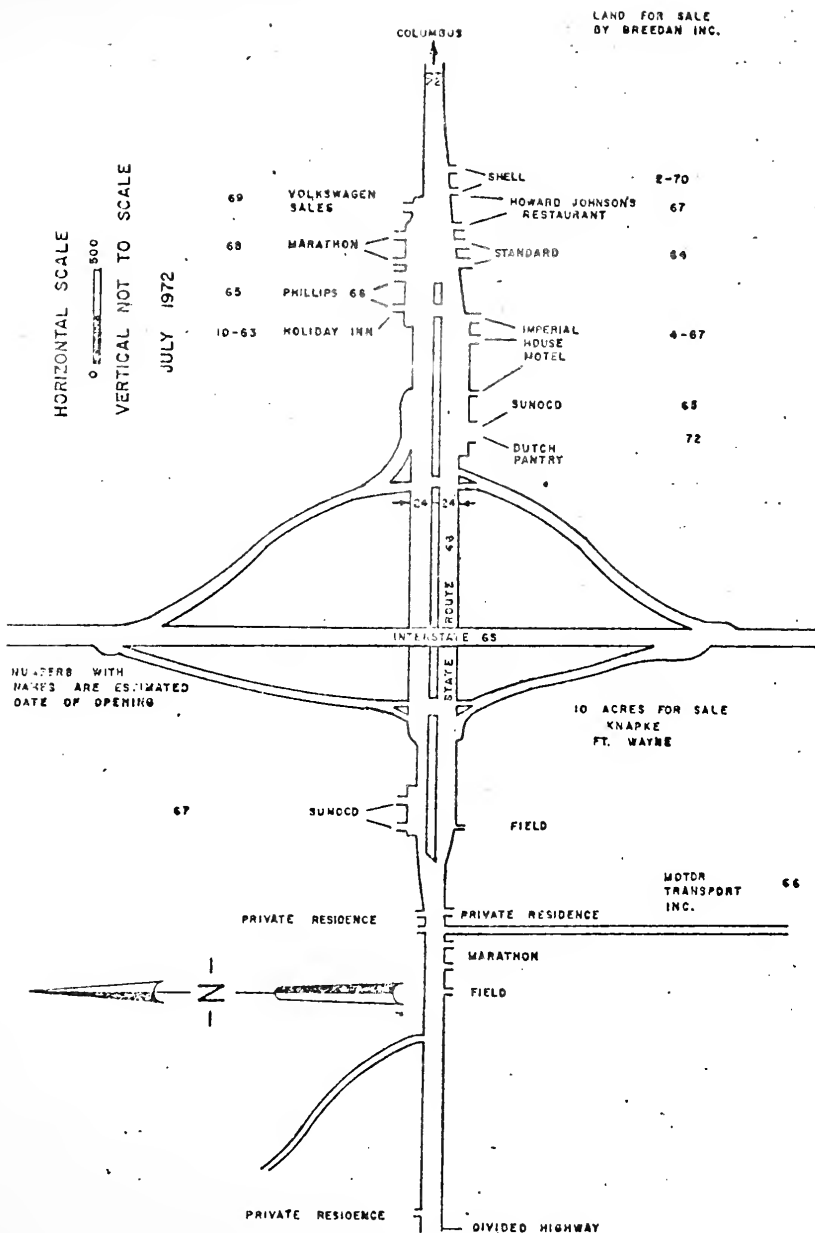 LAND FOR SALE
BY BREEDAN INC.
COLUMBUS
22
HORIZONTAL SCALE
0 500
VERTICAL NOT TO SCALE
JULY 1972
69 VOLKSWAGEN
SALES
68 MARATHON
65 PHILLIPS 66
10-63 HOLIDAY INN
SHELL 2-70
HOWARD JOHNSON'S
RESTAURANT 67
STANDARD 64
IMPERIAL
HOUSE 4-67
MOTEL
SUNOCO 65
72
DUTCH
PANTRY
24 24
STATE ROUTE 46
INTERSTATE 65
NUMBERS WITH
NAMES ARE ESTIMATED
DATE OF OPENING
10 ACRES FOR SALE
KNAPKE
FT. WAYNE
67 SUNOCO
FIELD
MOTOR
TRANSPORT 66
INC.
PRIVATE RESIDENCE
PRIVATE RESIDENCE
MARATHON
N
FIELD
PRIVATE RESIDENCE
DIVIDED HIGHWAY